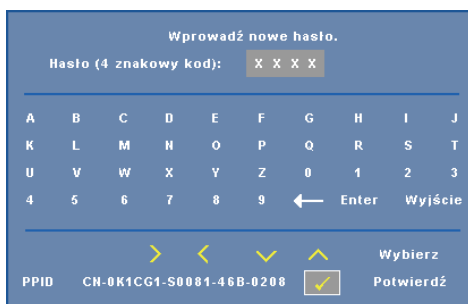 Wprowadź nowe hasło.
Hasło (4 znakowy kod): X X X X
A B C D E F G H I J
K L M N O P Q R S T
U V W X Y Z 0 1 2 3
4 5 6 7 8 9 ← Enter Wyjście
Wybierz
PPID CN-0K1CG1-S0081-46B-0208 ✓ Potwierdź